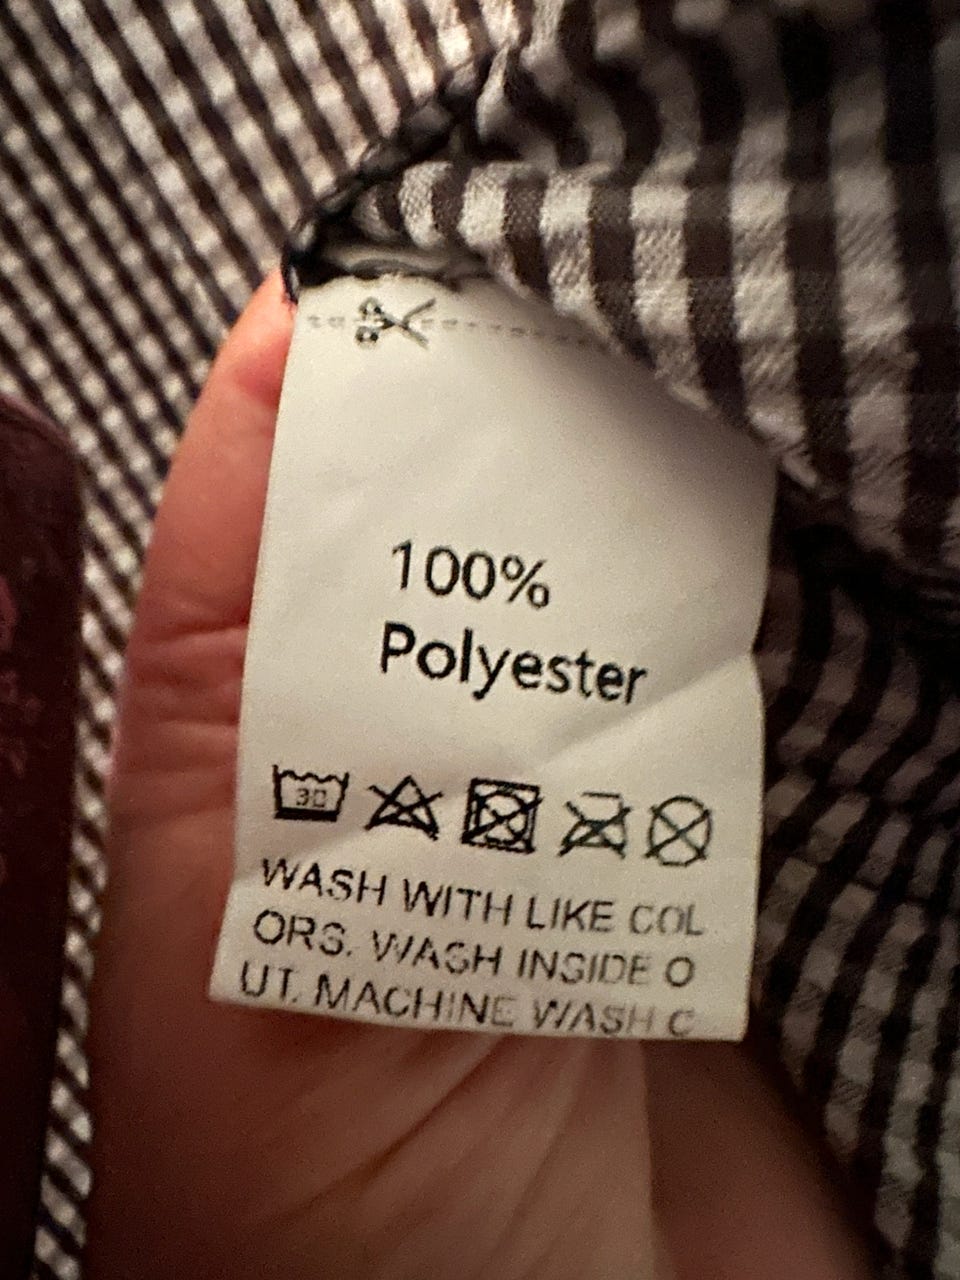 100%
Polyester
30
WASH WITH LIKE COL
ORS. WASH INSIDE O
UT. MACHINE WASH C